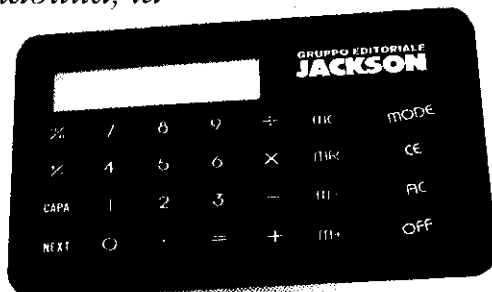 GRUPPO EDITORIALE
JACKSON
% 7 8 9 ÷ MC MODE
4 5 6 × MR CE
CAPA 1 2 3 − M- AC
NEXT 0 · = + M+ OFF